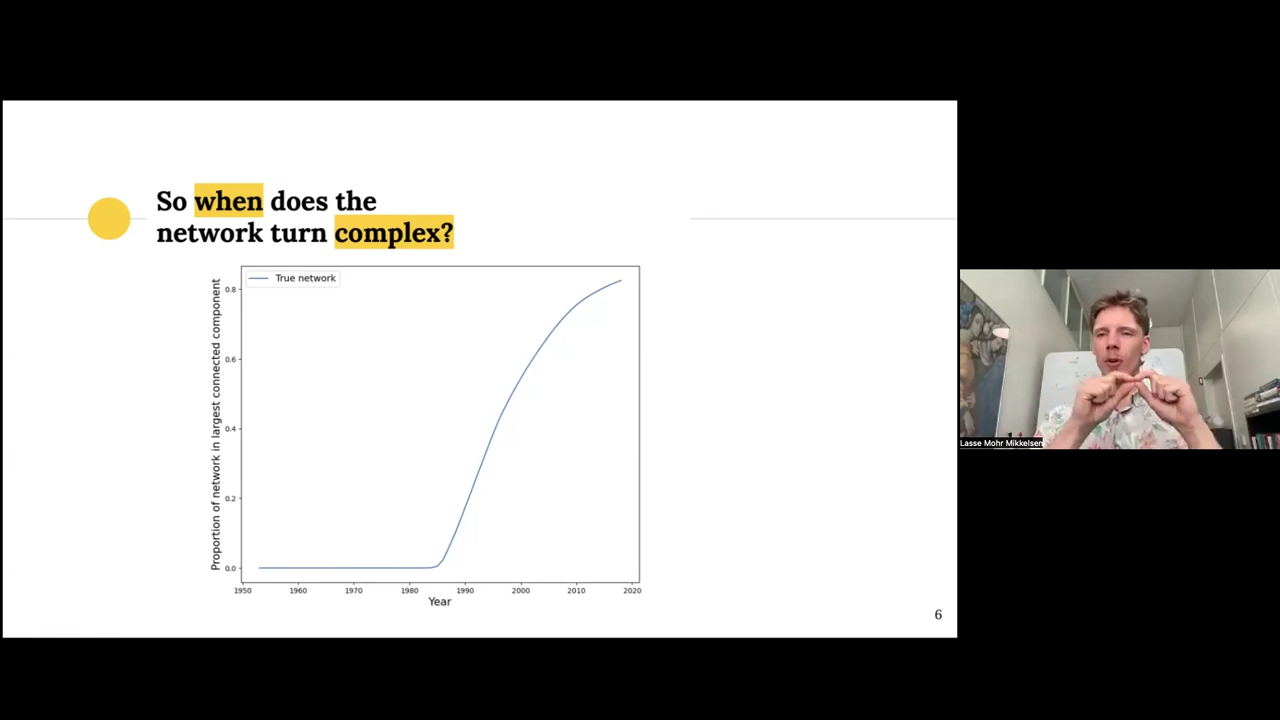 So when does the
network turn complex?
True network
Proportion of network in largest connected component
0.8
0.6
0.4
0.2
0.0
1950 1960 1970 1980 1990 2000 2010 2020
Year
6
Lasse Mohr Mikkelsen